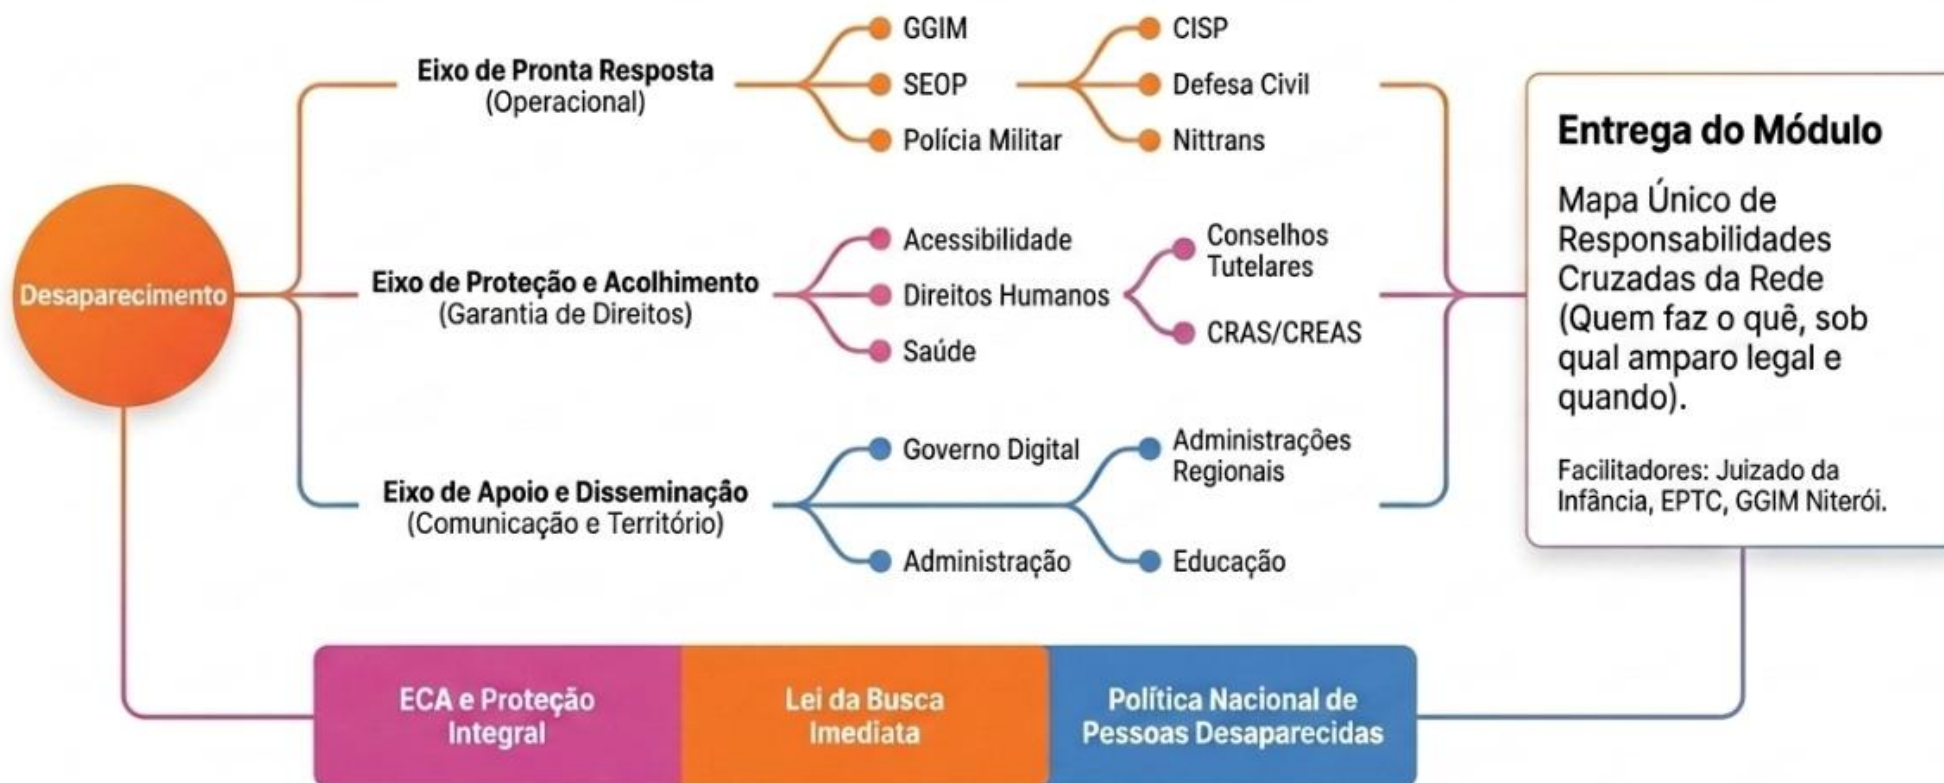 Desaparecimento
Eixo de Pronta Resposta
(Operacional)
GGIM
SEOP
Polícia Militar
CISP
Defesa Civil
Nittrans
Eixo de Proteção e Acolhimento
(Garantia de Direitos)
Acessibilidade
Direitos Humanos
Saúde
Conselhos
Tutelares
CRAS/CREAS
Eixo de Apoio e Disseminação
(Comunicação e Território)
Governo Digital
Administração
Administrações
Regionais
Educação
Entrega do Módulo
Mapa Único de
Responsabilidades
Cruzadas da Rede
(Quem faz o quê, sob
qual amparo legal e
quando).
Facilitadores: Juizado da
Infância, EPTC, GGIM Niterói.
ECA e Proteção
Integral
Lei da Busca
Imediata
Política Nacional de
Pessoas Desaparecidas